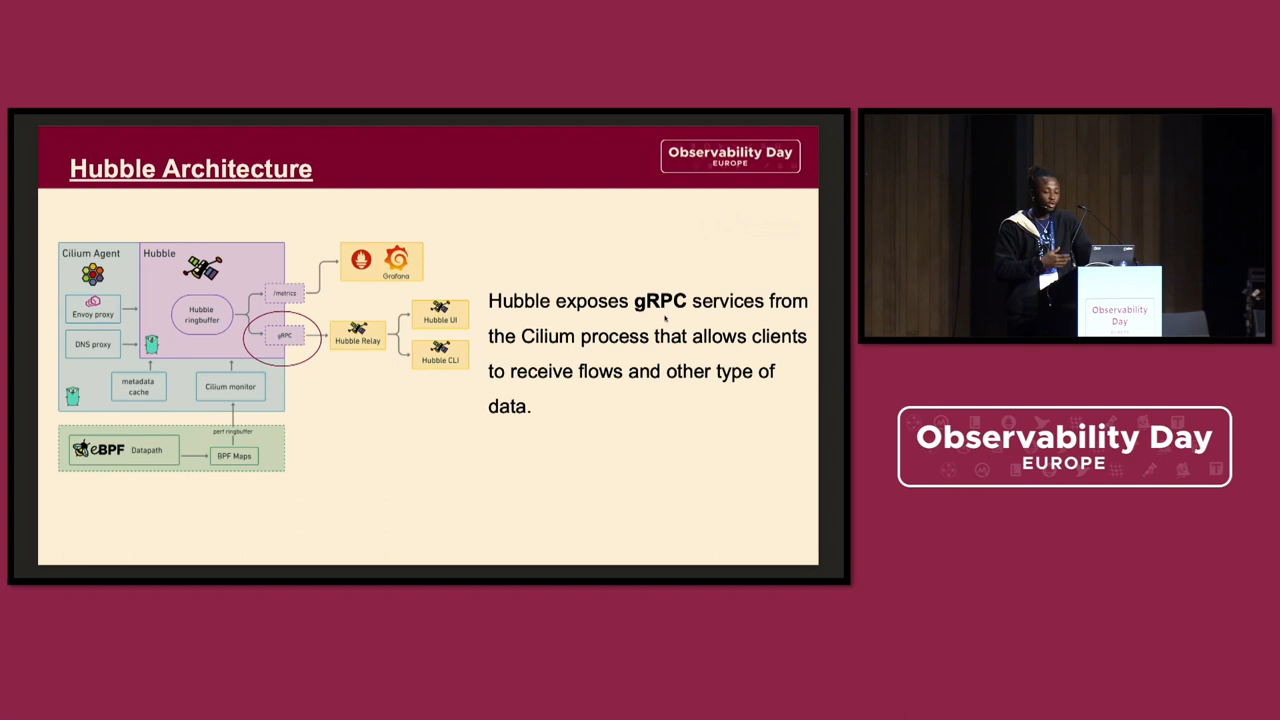 Hubble Architecture
Observability Day
EUROPE
Cilium Agent
Hubble
Envoy proxy
DNS proxy
Hubble
ringbuffer
/metrics
gRPC
Grafana
Hubble Relay
Hubble UI
Hubble CLI
metadata
cache
Cilium monitor
perf ringbuffer
eBPF Datapath
BPF Maps
Hubble exposes gRPC services from
the Cilium process that allows clients
to receive flows and other type of
data.
Observability
Day
EUROPE
Observability Day
EUROPE